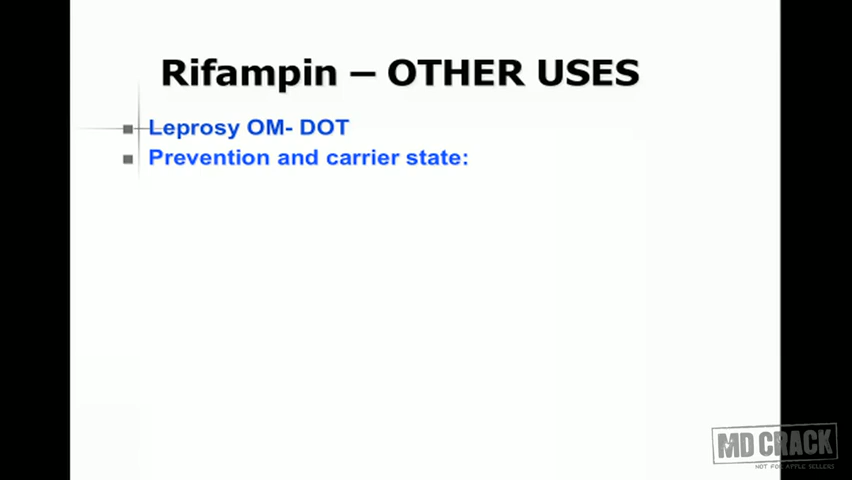 Rifampin – OTHER USES
Leprosy OM- DOT
Prevention and carrier state:
MD CRACK
NOT FOR APPLE SELLERS